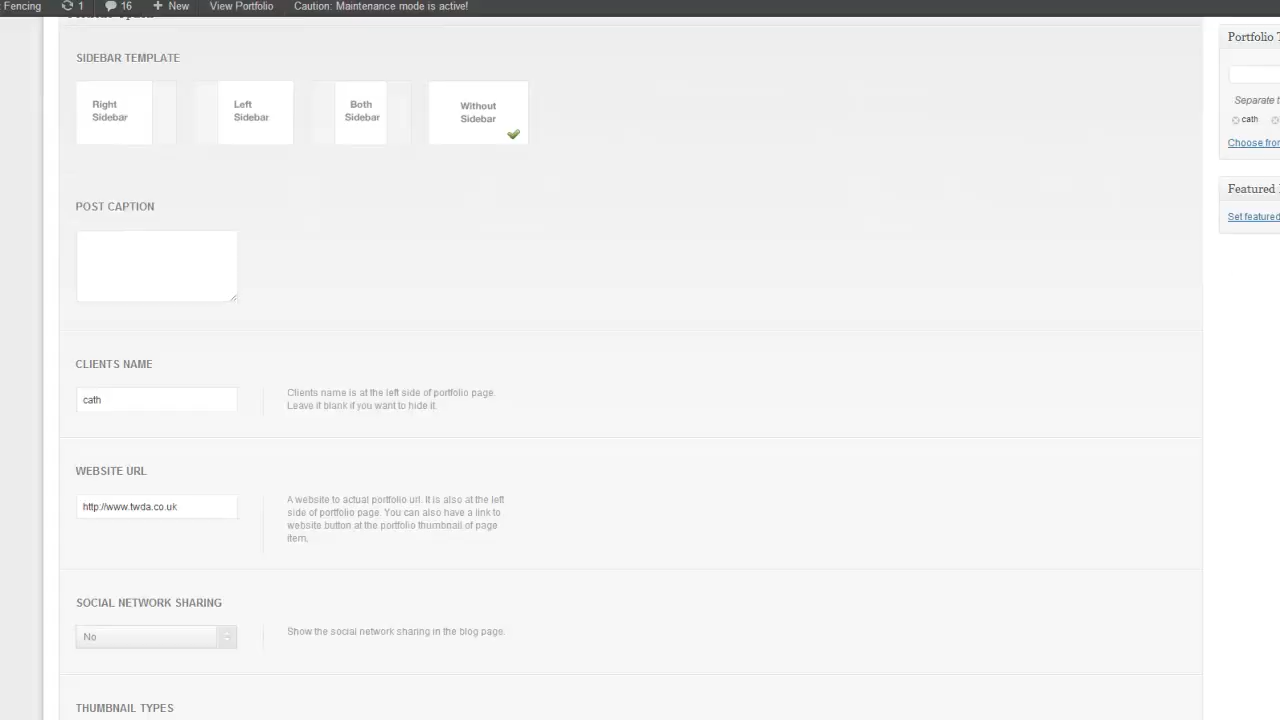 Fencing 1 16 New View Portfolio Caution: Maintenance mode is active!
SIDEBAR TEMPLATE
Right
Sidebar
Left
Sidebar
Both
Sidebar
Without
Sidebar
POST CAPTION
CLIENTS NAME
cath
Clients name is at the left side of portfolio page.
Leave if blank if you want to hide it.
WEBSITE URL
http://www.twda.co.uk
A website to actual portfolio url. It is also at the left
side of portfolio page. You can also have a link to
website button at the portfolio thumbnail of page
item.
SOCIAL NETWORK SHARING
No
Show the social network sharing in the blog page.
THUMBNAIL TYPES
Portfolio T
Separate t
cath
Choose from
Featured
Set featured